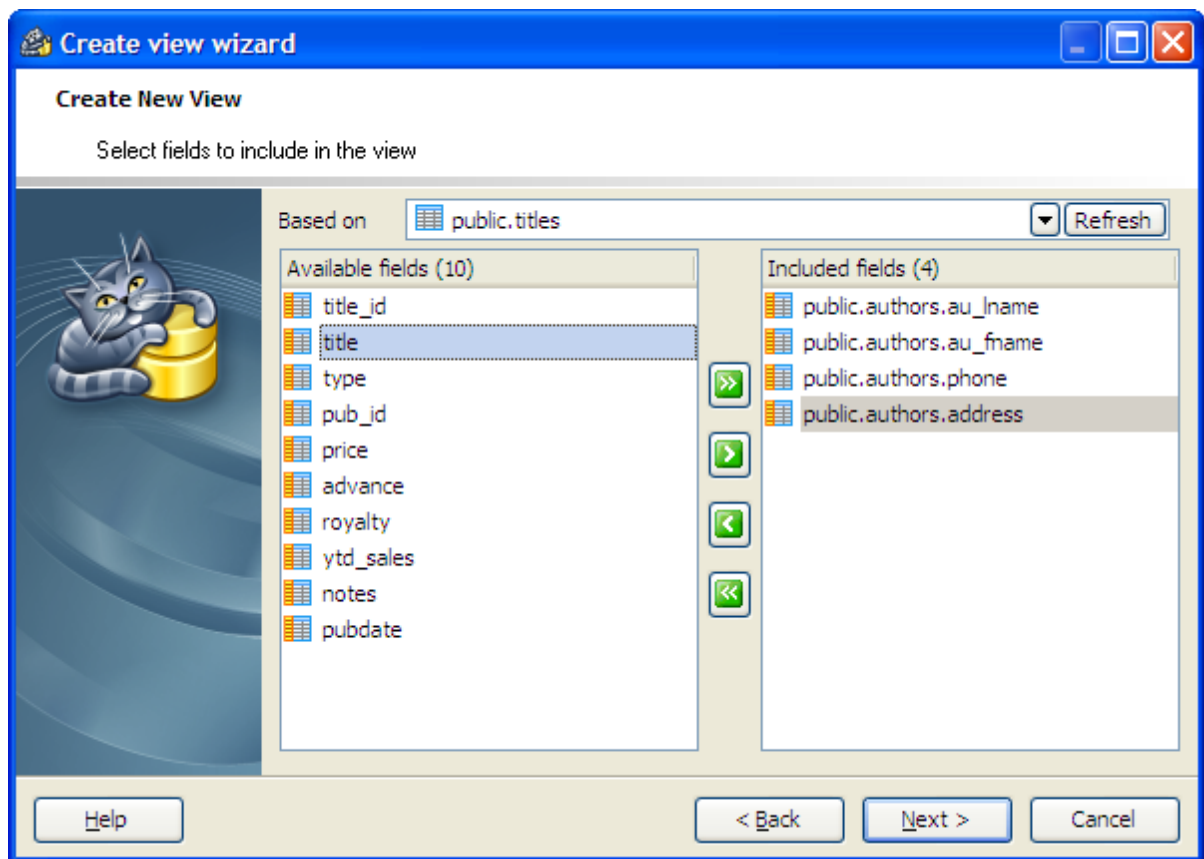 Create view wizard
Create New View
Select fields to include in the view
Based on public.titles Refresh
Available fields (10)
title_id
title
type
pub_id
price
advance
royalty
ytd_sales
notes
pubdate
Included fields (4)
public.authors.au_lname
public.authors.au_fname
public.authors.phone
public.authors.address
Help < Back Next > Cancel